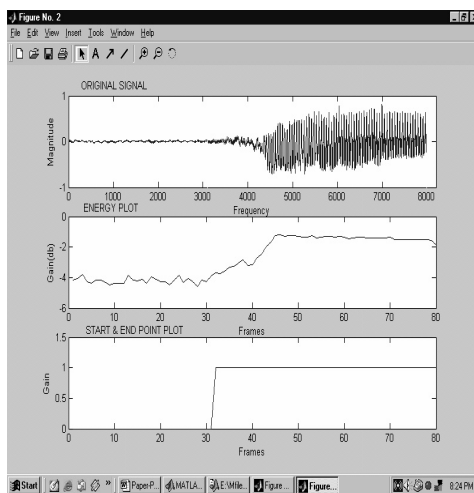 Figure No. 2
File Edit View Insert Tools Window Help
ORIGINAL SIGNAL
Magnitude
1
0
-1
0 1000 2000 3000 4000 5000 6000 7000 8000
Frequency
ENERGY PLOT
Gain(db)
0
-2
-4
-6
0 10 20 30 40 50 60 70 80
Frames
START & END POINT PLOT
Gain
1.5
1
0.5
0
0 10 20 30 40 50 60 70 80
Frames
Start » Paper-P... MATLA... E:\Mfile... Figure ... Figure... 8:24 PM